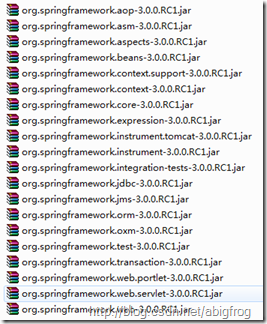 org.springframework.aop-3.0.0.RC1.jar
org.springframework.asm-3.0.0.RC1.jar
org.springframework.aspects-3.0.0.RC1.jar
org.springframework.beans-3.0.0.RC1.jar
org.springframework.context.support-3.0.0.RC1.jar
org.springframework.context-3.0.0.RC1.jar
org.springframework.core-3.0.0.RC1.jar
org.springframework.expression-3.0.0.RC1.jar
org.springframework.instrument.tomcat-3.0.0.RC1.jar
org.springframework.instrument-3.0.0.RC1.jar
org.springframework.integration-tests-3.0.0.RC1.jar
org.springframework.jdbc-3.0.0.RC1.jar
org.springframework.jms-3.0.0.RC1.jar
org.springframework.orm-3.0.0.RC1.jar
org.springframework.oxm-3.0.0.RC1.jar
org.springframework.test-3.0.0.RC1.jar
org.springframework.transaction-3.0.0.RC1.jar
org.springframework.web.portlet-3.0.0.RC1.jar
org.springframework.web.servlet-3.0.0.RC1.jar
org.springframework.web-3.0.0.RC1.jar
http://blog.csdn.net/abigfrog